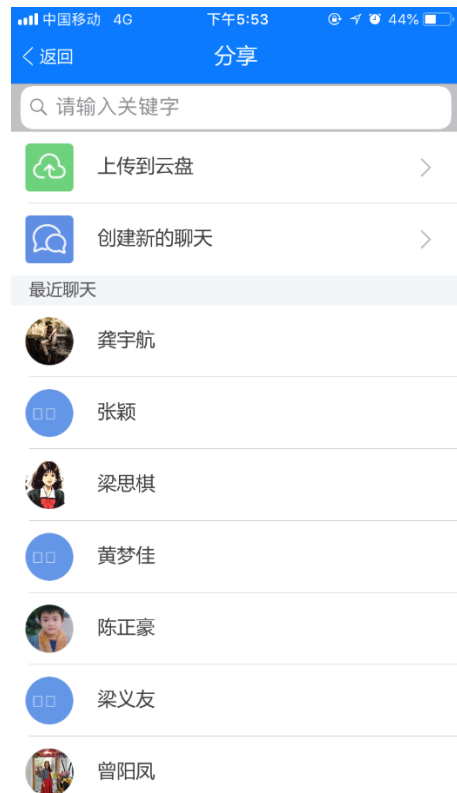 中国移动 4G 下午5:53 44%
返回 分享
请输入关键字
上传到云盘
创建新的聊天
最近聊天
龚宇航
张颖
梁思棋
黄梦佳
陈正豪
梁义友
曾阳凤